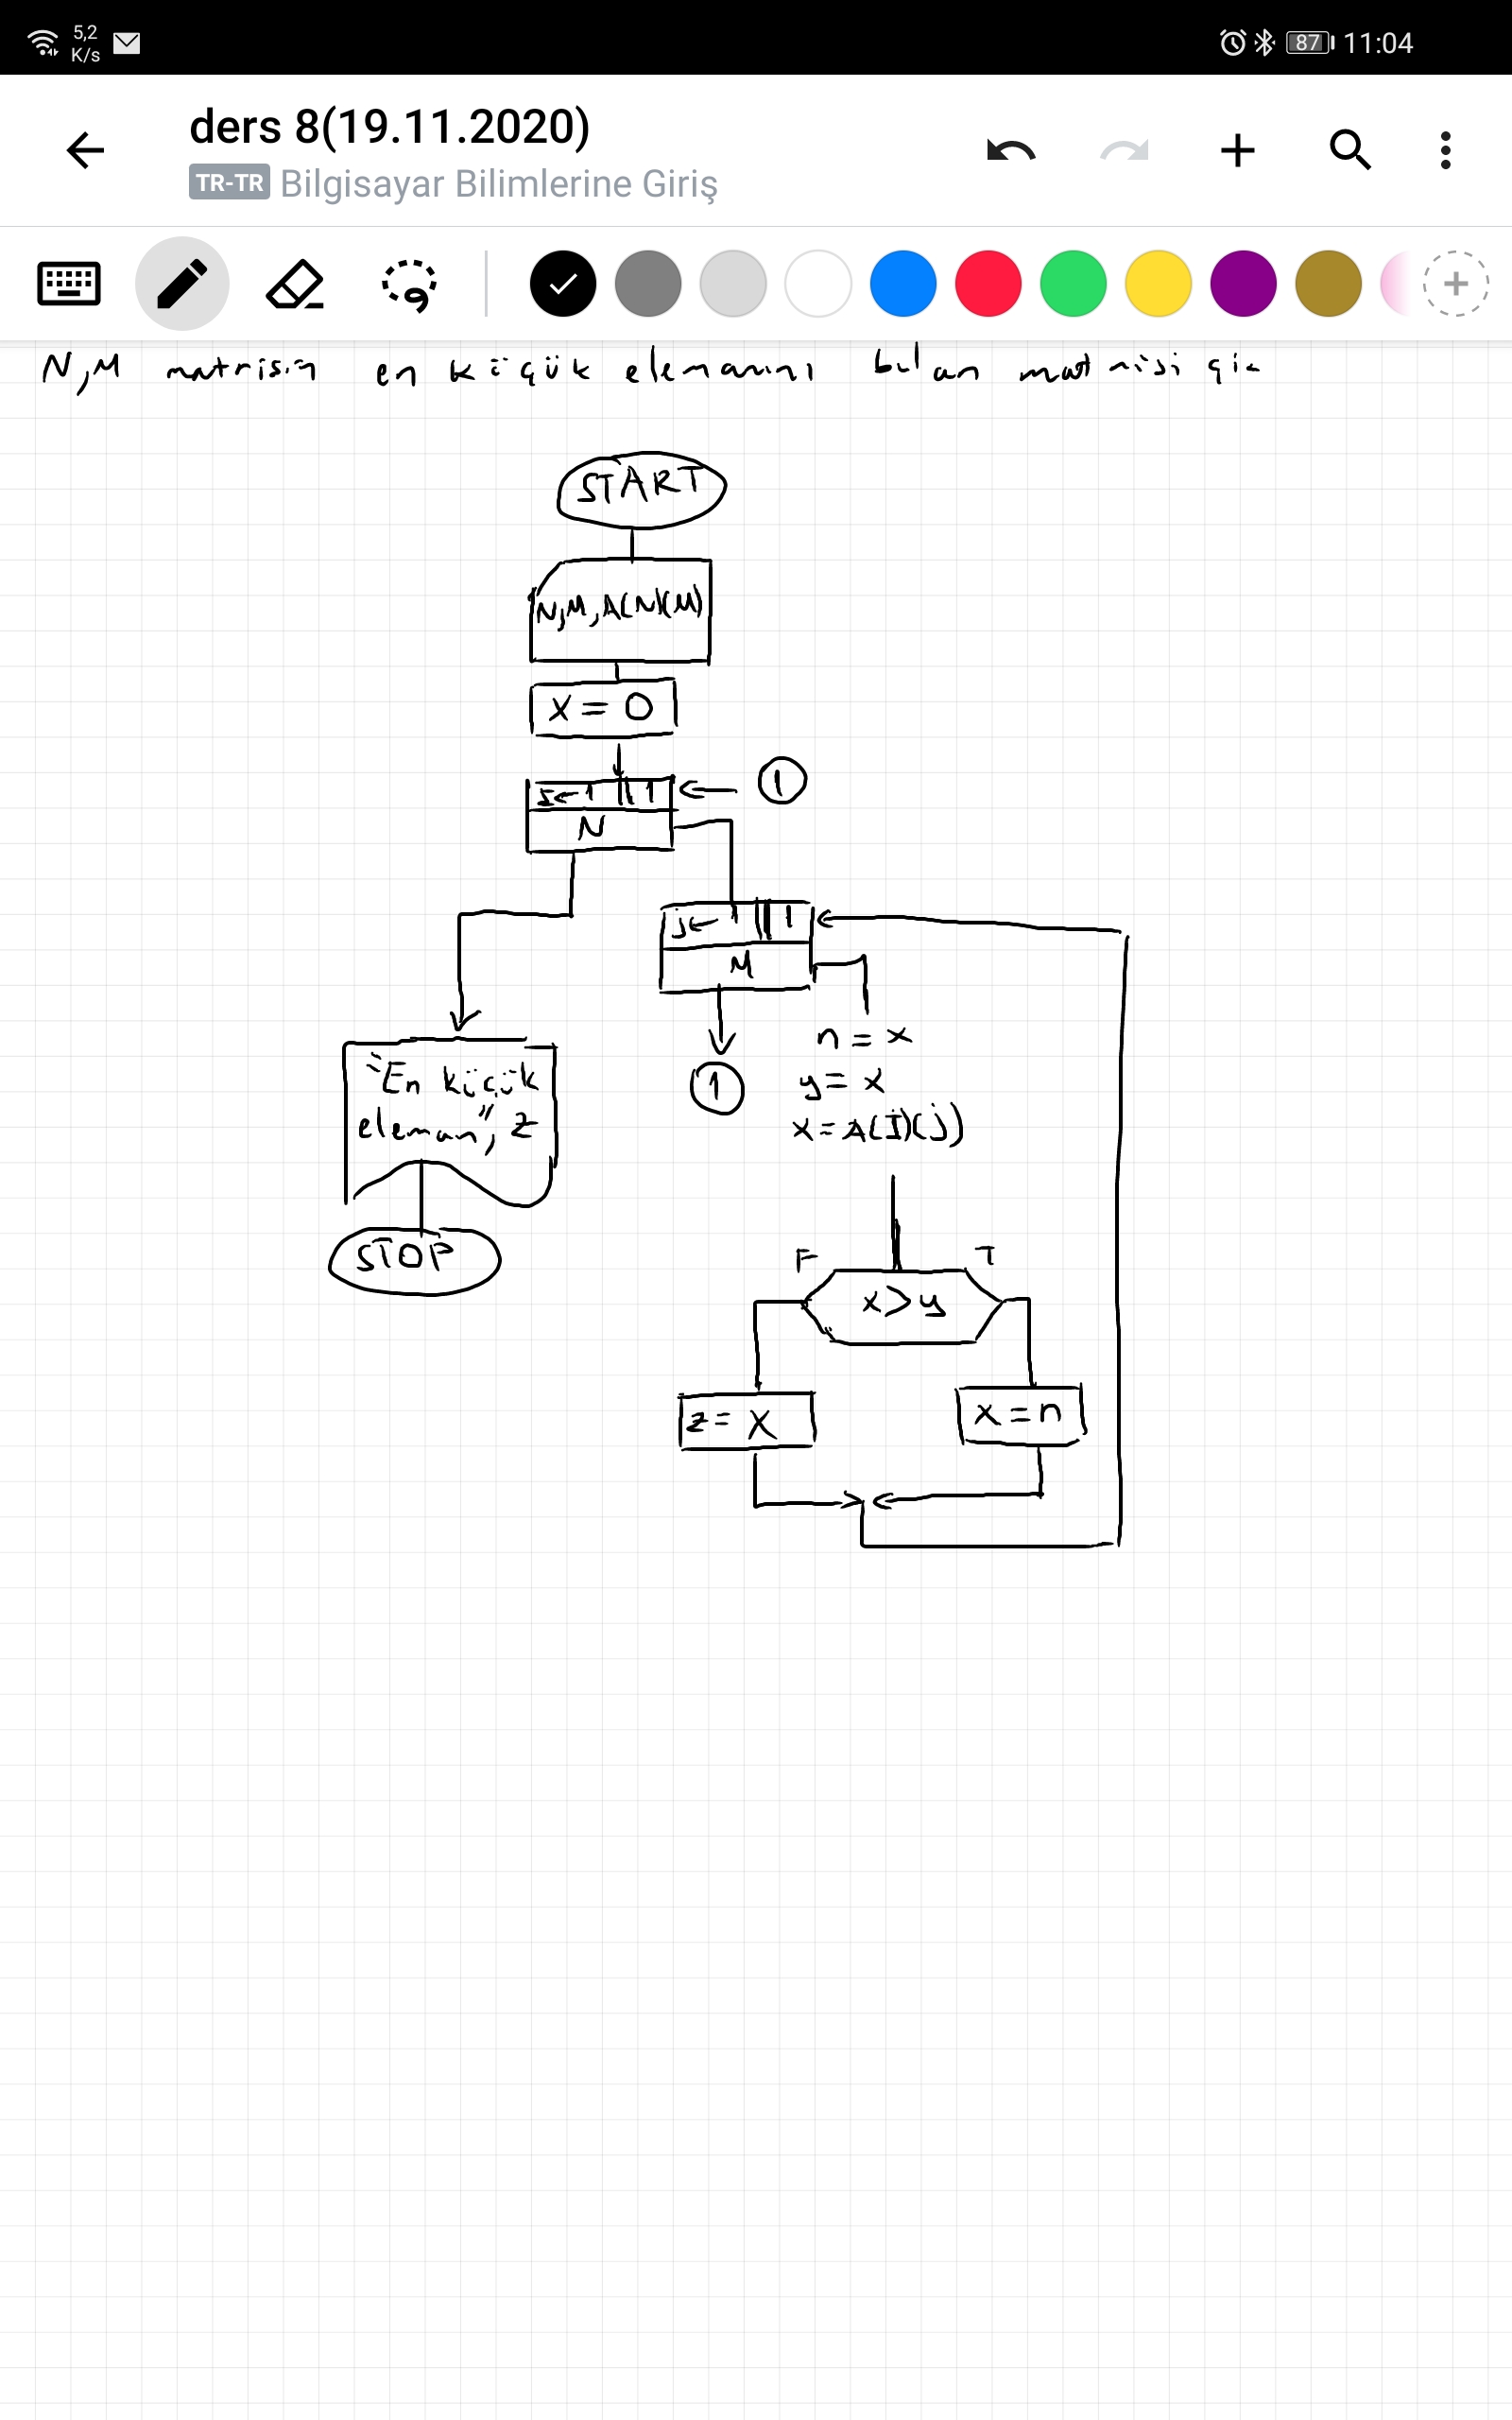 5,2
K/s
87 11:04
ders 8(19.11.2020)
TR-TR Bilgisayar Bilimlerine Giriş
N,M matrisin en küçük elemanını bulan matrisi çiz
START
N,M,A(N)(M)
x = 0
1 1 1
N
j← 1 1
M
1
n = x
y = x
x = A(I)(j)
"En küçük
eleman", z
STOP
F T
x > y
z = x
x = n